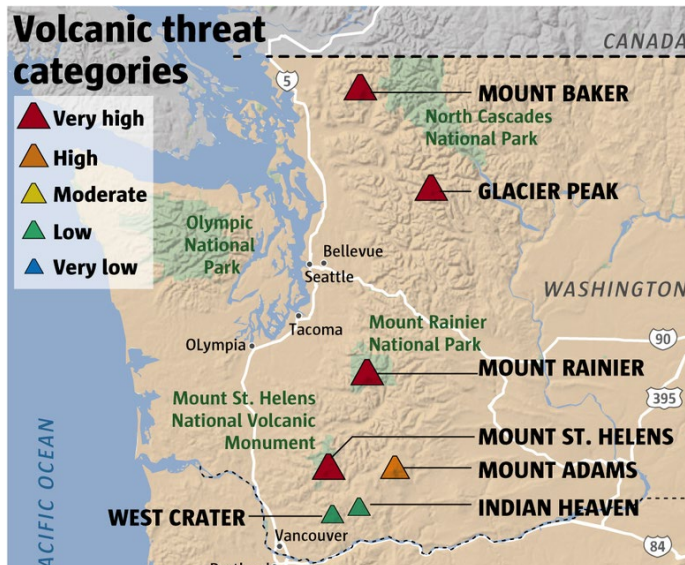 Volcanic threat
categories
Very high
High
Moderate
Low
Very low
CANADA
5
MOUNT BAKER
North Cascades
National Park
GLACIER PEAK
Olympic
National
Park
Bellevue
Seattle
WASHINGTON
Tacoma
OLympia
Mount Rainier
National Park
90
MOUNT RAINIER
395
Mount St. Helens
National Volcanic
Monument
MOUNT ST. HELENS
MOUNT ADAMS
INDIAN HEAVEN
WEST CRATER
Vancouver
84
ACIFIC OCEAN